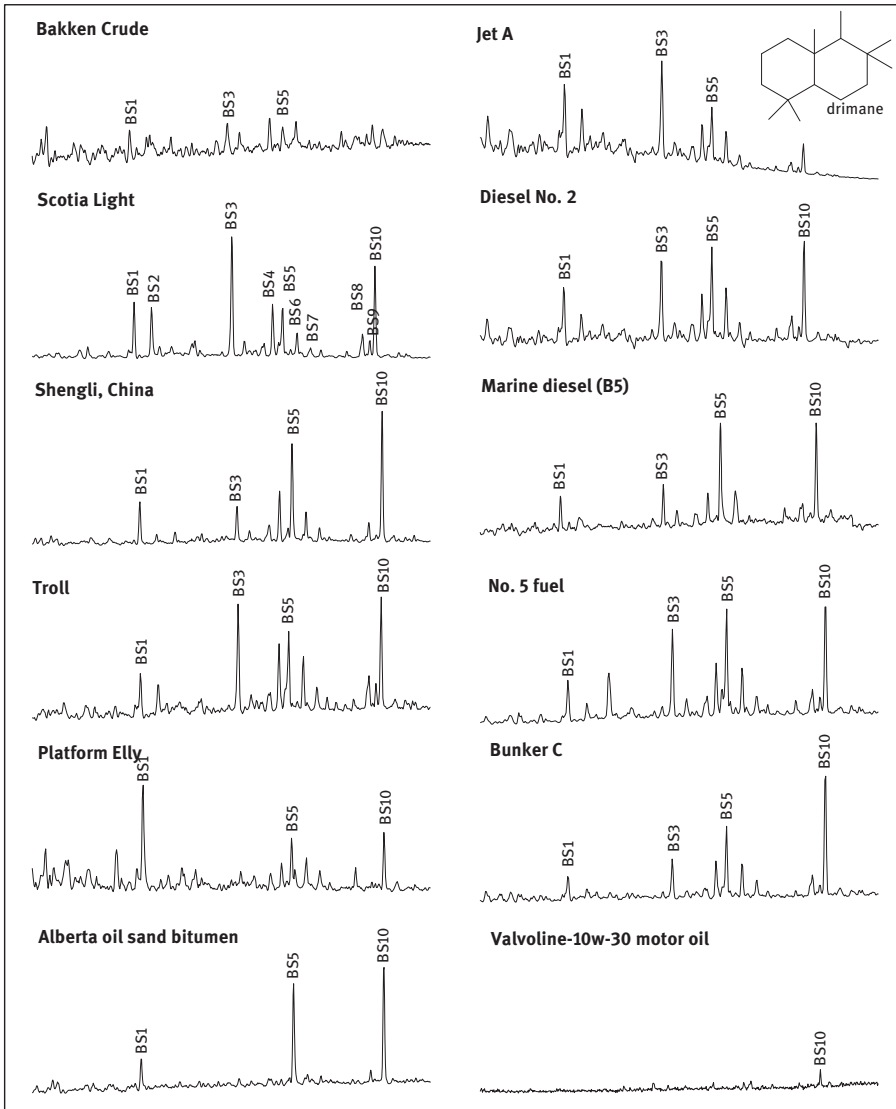 Bakken Crude
BS1
BS3
BS5
Jet A
BS1
BS3
BS5
drimane
Scotia Light
BS1
BS2
BS3
BS4
BS5
BS6
BS7
BS8
BS9
BS10
Diesel No. 2
BS1
BS3
BS5
BS10
Shengli, China
BS1
BS3
BS5
BS10
Marine diesel (B5)
BS1
BS3
BS5
BS10
Troll
BS1
BS3
BS5
BS10
No. 5 fuel
BS1
BS3
BS5
BS10
Platform Elly
BS1
BS5
BS10
Bunker C
BS1
BS3
BS5
BS10
Alberta oil sand bitumen
BS1
BS5
BS10
Valvoline-10w-30 motor oil
BS10